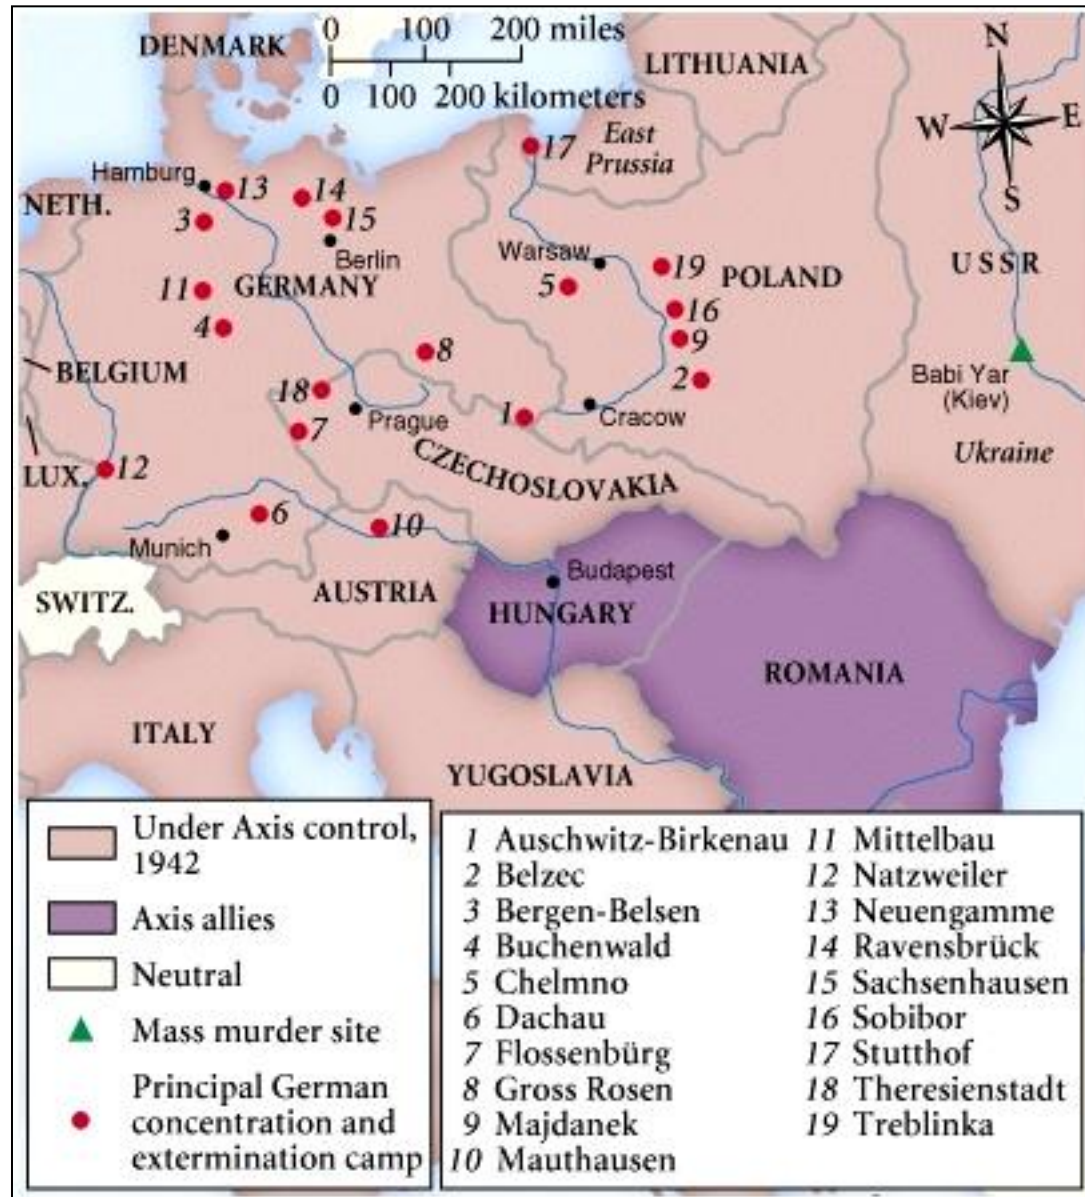 DENMARK
0 100 200 miles
0 100 200 kilometers
LITHUANIA
N
W E
S
East
Prussia
17
Hamburg
13
14
NETH.
3
15
Berlin
Warsaw
19
POLAND
USSR
11
GERMANY
5
16
4
9
8
BELGIUM
2
Babi Yar
(Kiev)
18
Prague
1
Cracow
7
CZECHOSLOVAKIA
Ukraine
LUX.
12
6
10
Munich
Budapest
SWITZ.
AUSTRIA
HUNGARY
ROMANIA
ITALY
YUGOSLAVIA
Under Axis control,
1942
Axis allies
Neutral
Mass murder site
Principal German
concentration and
extermination camp
1 Auschwitz-Birkenau
2 Belzec
3 Bergen-Belsen
4 Buchenwald
5 Chelmno
6 Dachau
7 Flossenbürg
8 Gross Rosen
9 Majdanek
10 Mauthausen
11 Mittelbau
12 Natzweiler
13 Neuengamme
14 Ravensbrück
15 Sachsenhausen
16 Sobibor
17 Stutthof
18 Theresienstadt
19 Treblinka